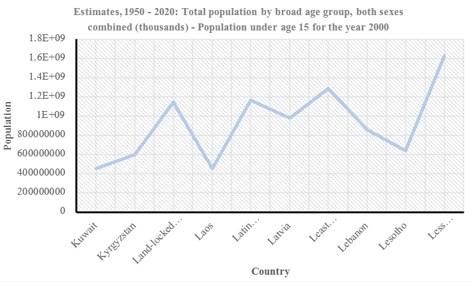 Estimates, 1950 - 2020: Total population by broad age group, both sexes
combined (thousands) - Population under age 15 for the year 2000
1.8E+09
1.6E+09
1.4E+09
1.2E+09
1E+09
800000000
600000000
400000000
200000000
0
Population
Kuwait
Kyrgyzstan
Land-locked…
Laos
Latin…
Latvia
Least…
Lebanon
Lesotho
Less…
Country